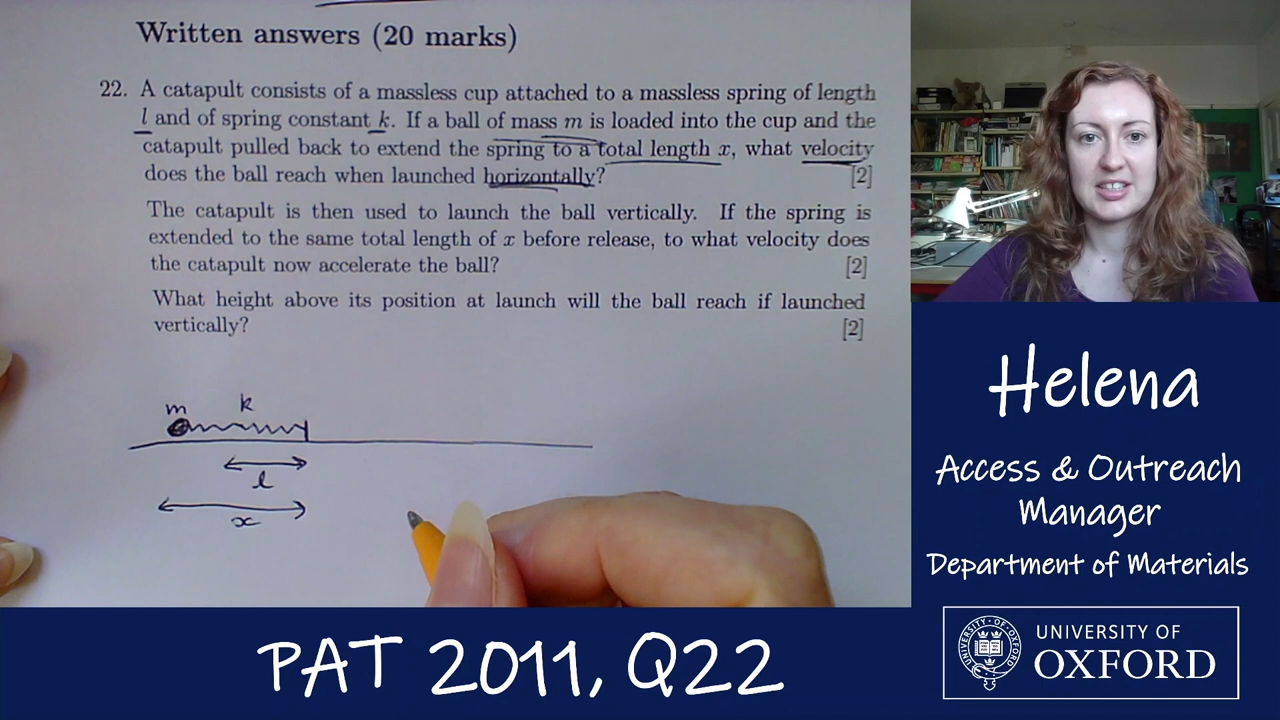 Written answers (20 marks)
22. A catapult consists of a massless cup attached to a massless spring of length
l and of spring constant k. If a ball of mass m is loaded into the cup and the
catapult pulled back to extend the spring to a total length x, what velocity
does the ball reach when launched horizontally? [2]
The catapult is then used to launch the ball vertically. If the spring is
extended to the same total length of x before release, to what velocity does
the catapult now accelerate the ball? [2]
What height above its position at launch will the ball reach if launched
vertically? [2]
m k
l
x
Helena
Access & Outreach
Manager
Department of Materials
PAT 2011, Q22
UNIVERSITY OF
OXFORD